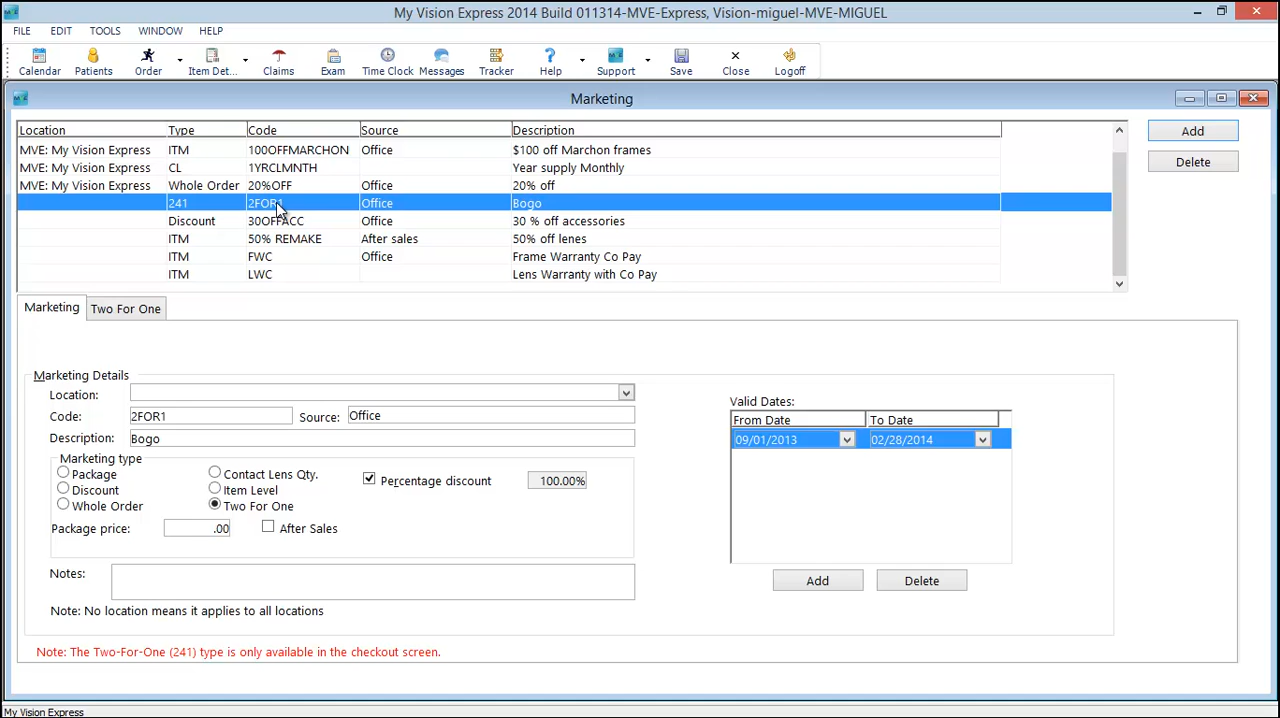 My Vision Express 2014 Build 011314-MVE-Express, Vision-miguel-MVE-MIGUEL
FILE EDIT TOOLS WINDOW HELP
Calendar Patients Order Item Det... Claims Exam Time Clock Messages Tracker Help Support Save Close Logoff
Marketing
Location Type Code Source Description
MVE: My Vision Express ITM 100OFFMARCHON Office $100 off Marchon frames
MVE: My Vision Express CL 1YRCLMNTH Year supply Monthly
MVE: My Vision Express Whole Order 20%OFF Office 20% off
241 2FOR1 Office Bogo
Discount 30OFFACC Office 30 % off accessories
ITM 50% REMAKE After sales 50% off lenes
ITM FWC Office Frame Warranty Co Pay
ITM LWC Lens Warranty with Co Pay
Add
Delete
Marketing Two For One
Marketing Details
Location:
Code: 2FOR1 Source: Office
Description: Bogo
Marketing type
Package Contact Lens Qty. Percentage discount 100.00%
Discount Item Level
Whole Order Two For One
Package price: .00 After Sales
Notes:
Note: No location means it applies to all locations
Valid Dates:
From Date To Date
09/01/2013 02/28/2014
Add Delete
Note: The Two-For-One (241) type is only available in the checkout screen.
My Vision Express